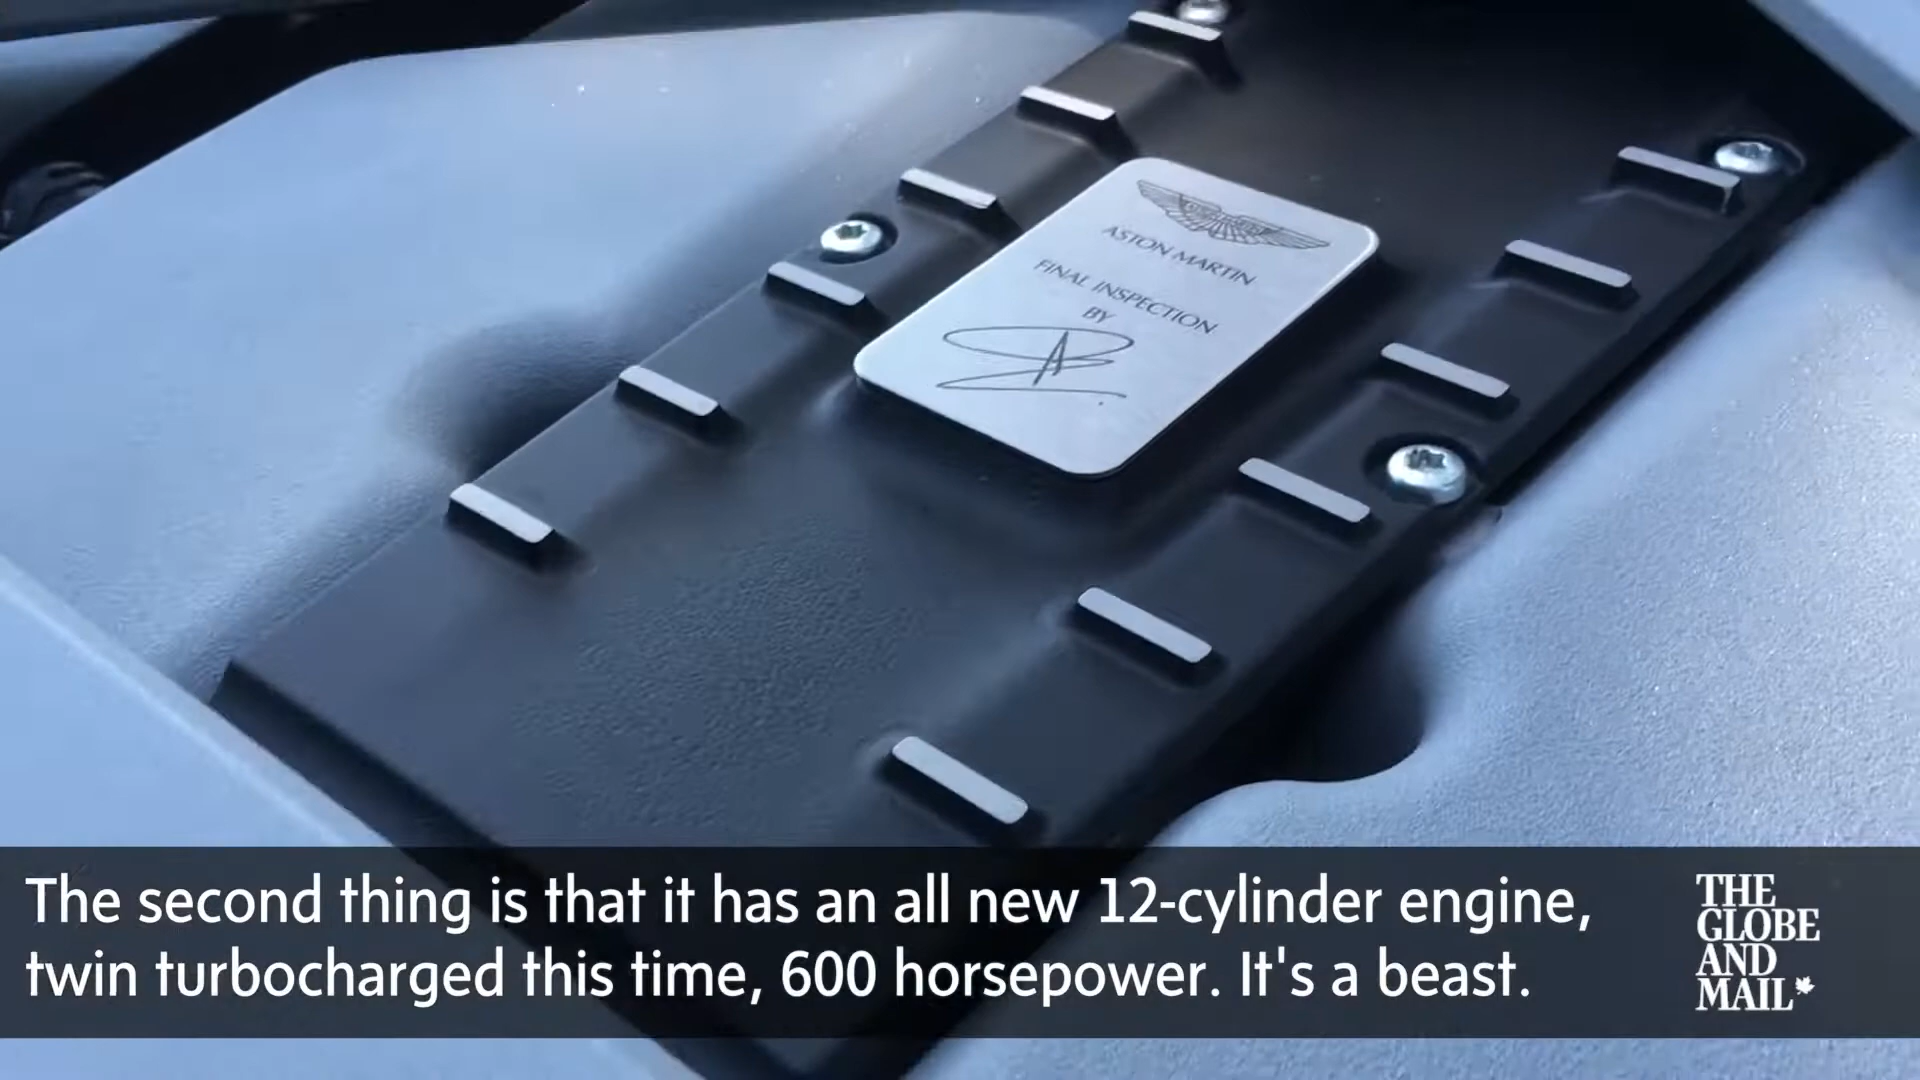 ASTON MARTIN
FINAL INSPECTION
BY
The second thing is that it has an all new 12-cylinder engine,
twin turbocharged this time, 600 horsepower. It's a beast.
THE
GLOBE
AND
MAIL